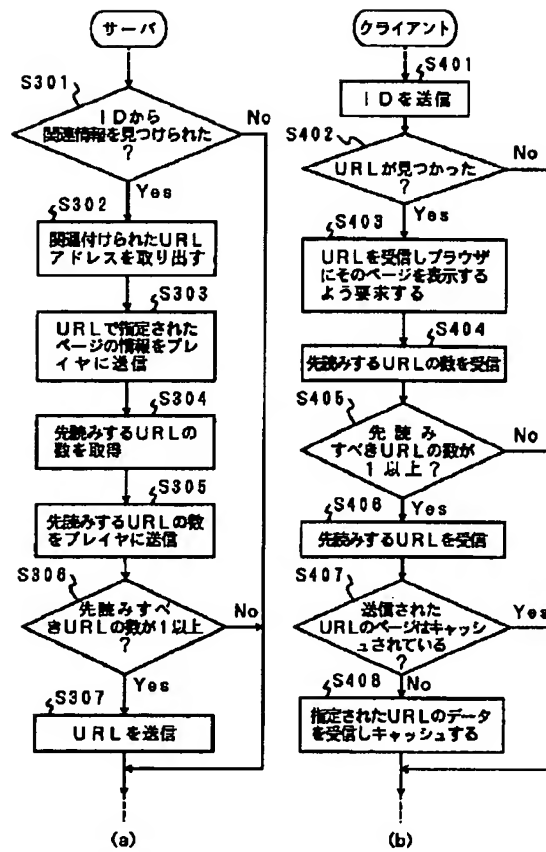 サーバ
S301
IDから
関連情報を見つけられた
?
No
Yes
S302
関連付けられたURL
アドレスを取り出す
S303
URLで指定された
ページの情報をプレ
イヤに送信
S304
先読みするURLの
数を取得
S305
先読みするURLの数
をプレイヤに送信
S306
先読みすべ
きURLの数が1以上
?
No
Yes
S307
URLを送信
(a)
クライアント
S401
IDを送信
S402
URLが見つかった
?
No
Yes
S403
URLを受信しブラウザ
にそのページを表示する
よう要求する
S404
先読みするURLの数を受信
S405
先読み
すべきURLの数が
1以上?
No
Yes
S406
先読みするURLを受信
S407
送信された
URLのページはキャッシ
ュされている
?
Yes
No
S408
指定されたURLのデータ
を受信しキャッシュする
(b)